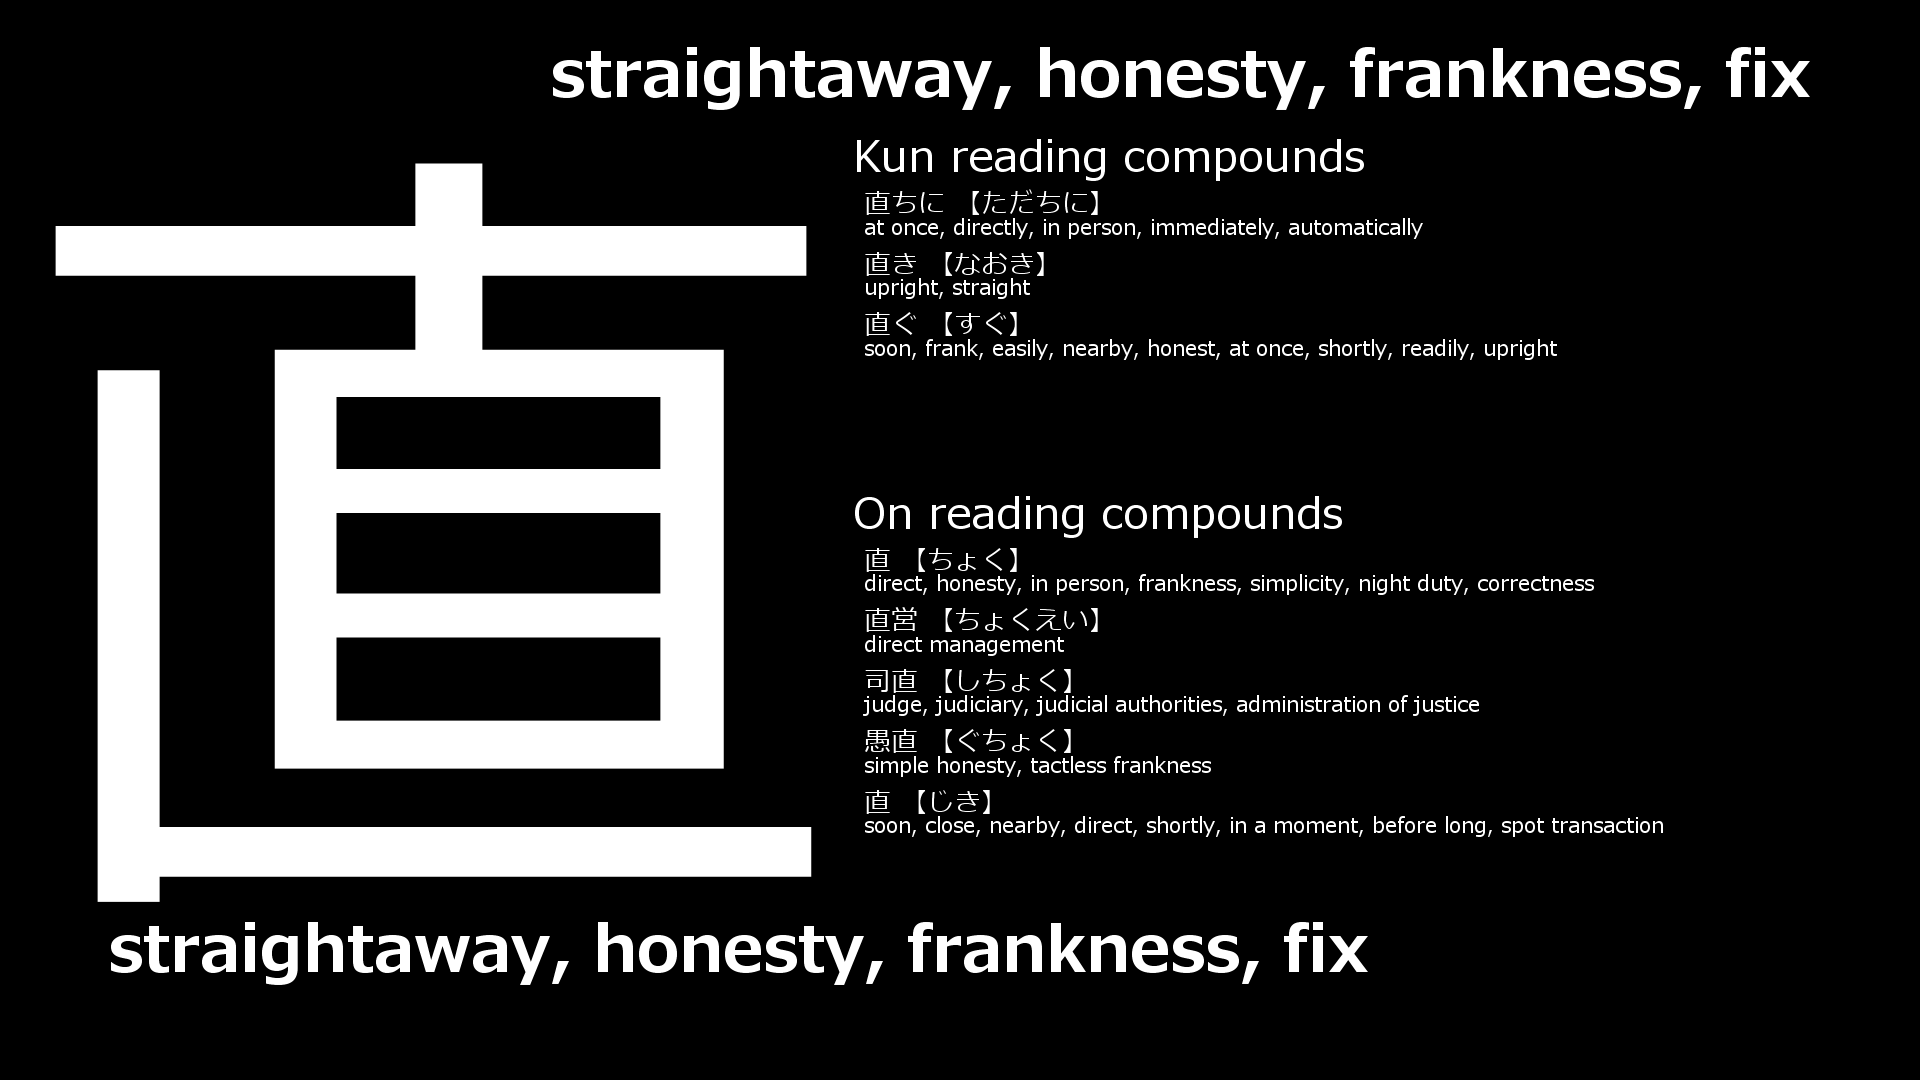 straightaway, honesty, frankness, fix
直
Kun reading compounds
直ちに 【ただちに】
at once, directly, in person, immediately, automatically
直き 【なおき】
upright, straight
直ぐ 【すぐ】
soon, frank, easily, nearby, honest, at once, shortly, readily, upright
On reading compounds
直 【ちょく】
direct, honesty, in person, frankness, simplicity, night duty, correctness
直営 【ちょくえい】
direct management
司直 【しちょく】
judge, judiciary, judicial authorities, administration of justice
愚直 【ぐちょく】
simple honesty, tactless frankness
直 【じき】
soon, close, nearby, direct, shortly, in a moment, before long, spot transaction
straightaway, honesty, frankness, fix